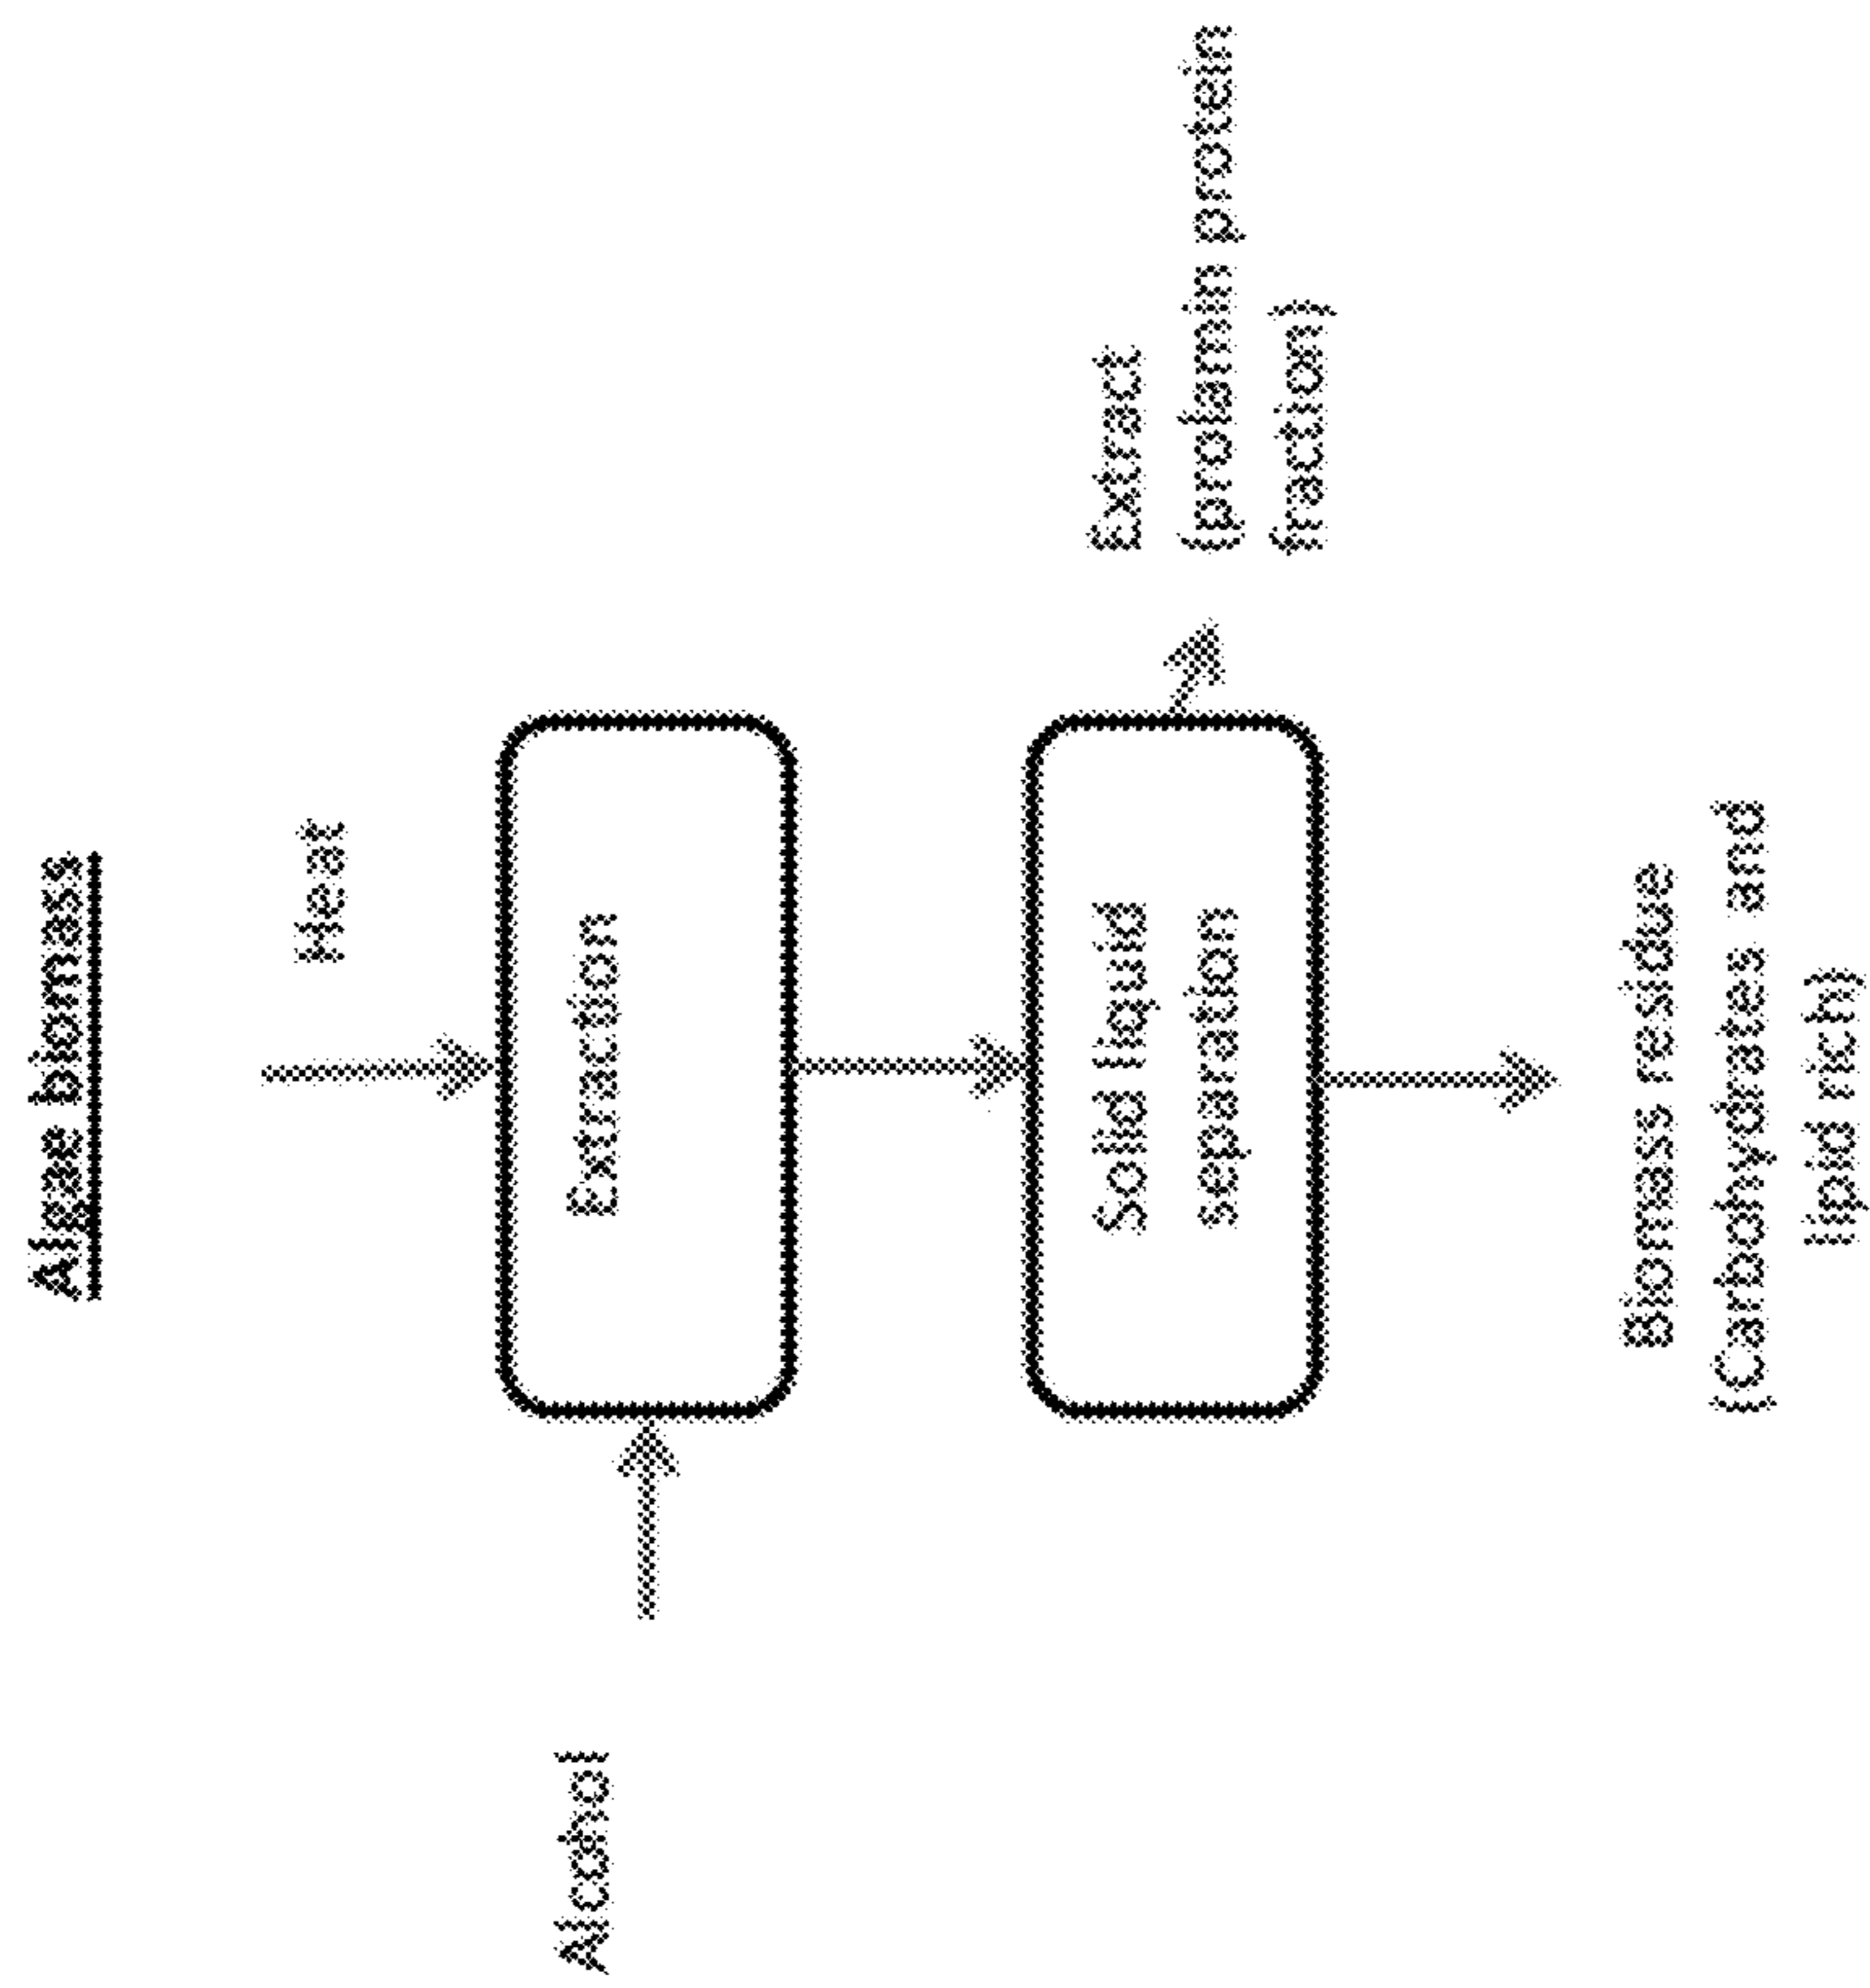 Algae biomass
Heat
Alcohol
Extraction
Solid liquid
separation
Extract
(prolamin protein
fraction)
Biomass residue
(Carbohydrates and
lipid rich)